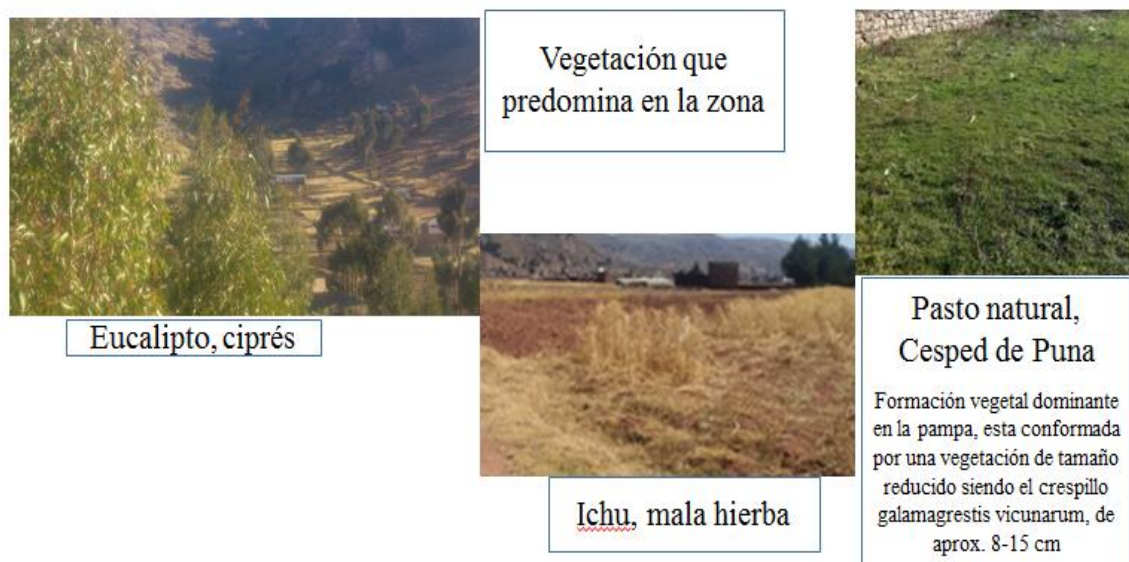 Vegetación que
predomina en la zona
Eucalipto, ciprés
Ichu, mala hierba
Pasto natural,
Cesped de Puna
Formación vegetal dominante
en la pampa, esta conformada
por una vegetación de tamaño
reducido siendo el crespillo
galamagrestis vicunarum, de
aprox. 8-15 cm